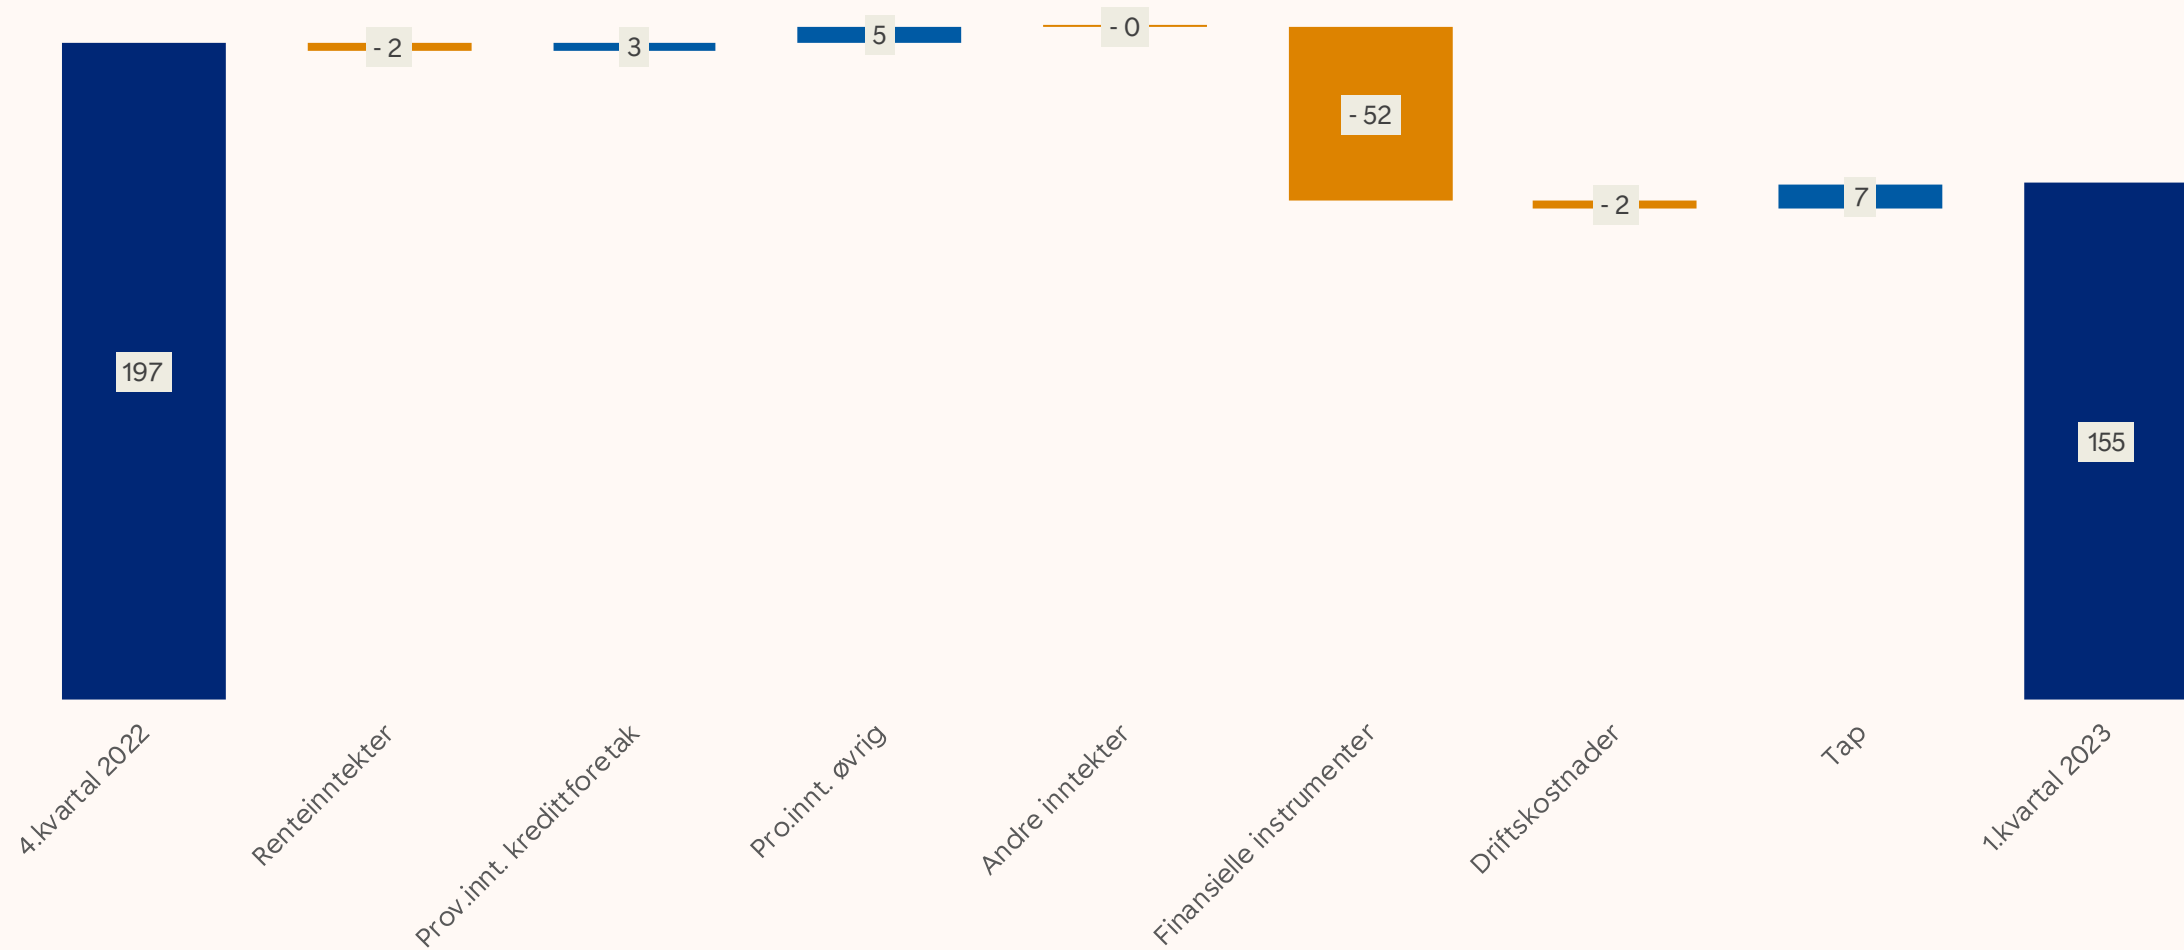 197
- 2
3
5
- 0
- 52
- 2
7
155
4.kvartal 2022
Renteinntekter
Prov.innt. kredittforetak
Pro.innt. øvrig
Andre inntekter
Finansielle instrumenter
Driftskostnader
Tap
1.kvartal 2023